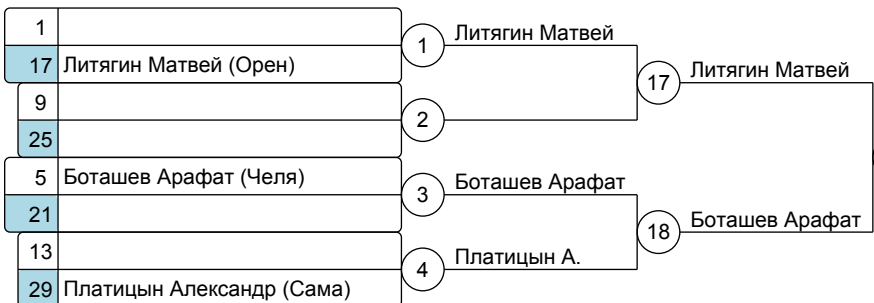 1
17 Литягин Матвей (Орен)
9
25
5 Боташев Арафат (Челя)
21
13
29 Платицын Александр (Сама)
1 Литягин Матвей
2
3 Боташев Арафат
4 Платицын А.
17 Литягин Матвей
18 Боташев Арафат